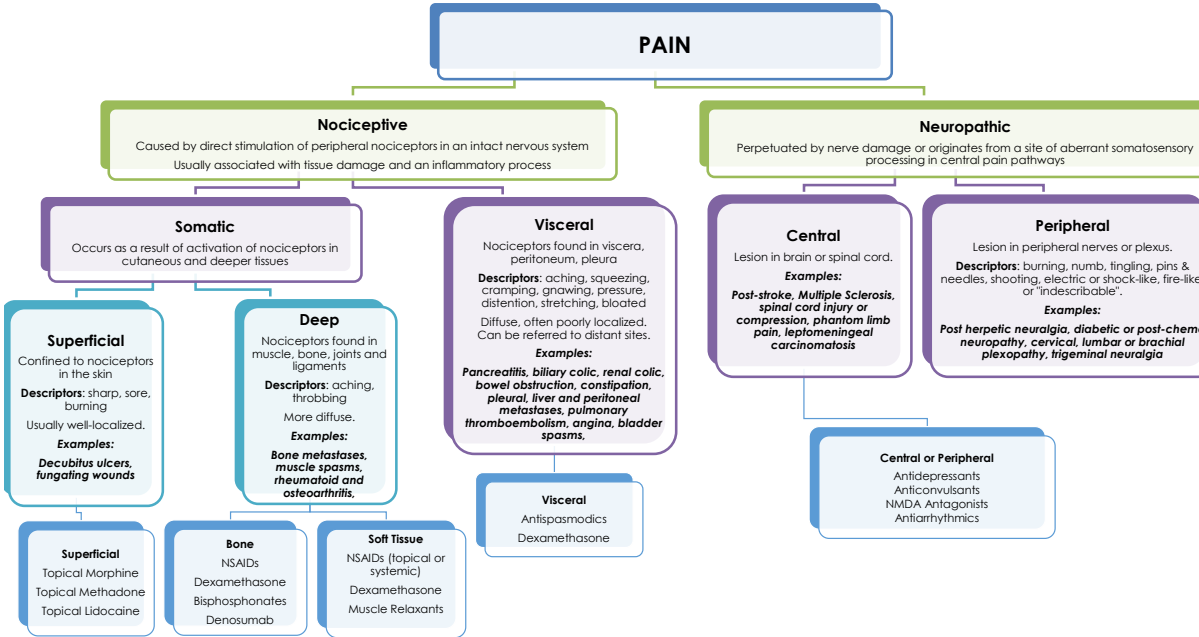 PAIN
Nociceptive
Caused by direct stimulation of peripheral nociceptors in an intact nervous system
Usually associated with tissue damage and an inflammatory process
Neuropathic
Perpetuated by nerve damage or originates from a site of aberrant somatosensory
processing in central pain pathways
Somatic
Occurs as a result of activation of nociceptors in
cutaneous and deeper tissues
Visceral
Nociceptors found in viscera,
peritoneum, pleura
Descriptors: aching, squeezing,
cramping, gnawing, pressure,
distention, stretching, bloated
Diffuse, often poorly localized.
Can be referred to distant sites.
Examples:
Pancreatitis, biliary colic, renal colic,
bowel obstruction, constipation,
pleural, liver and peritoneal
metastases, pulmonary
thromboembolism, angina, bladder
spasms,
Central
Lesion in brain or spinal cord.
Examples:
Post-stroke, Multiple Sclerosis,
spinal cord injury or
compression, phantom limb
pain, leptomeningeal
carcinomatosis
Peripheral
Lesion in peripheral nerves or plexus.
Descriptors: burning, numb, tingling, pins &
needles, shooting, electric or shock-like, fire-like
or "indescribable".
Examples:
Post herpetic neuralgia, diabetic or post-chemo
neuropathy, cervical, lumbar or brachial
plexopathy, trigeminal neuralgia
Superficial
Confined to nociceptors
in the skin
Descriptors: sharp, sore,
burning
Usually well-localized.
Examples:
Decubitus ulcers,
fungating wounds
Deep
Nociceptors found in
muscle, bone, joints and
ligaments
Descriptors: aching,
throbbing
More diffuse.
Examples:
Bone metastases,
muscle spasms,
rheumatoid and
osteoarthritis,
Superficial
Topical Morphine
Topical Methadone
Topical Lidocaine
Bone
NSAIDs
Dexamethasone
Bisphosphonates
Denosumab
Soft Tissue
NSAIDs (topical or
systemic)
Dexamethasone
Muscle Relaxants
Visceral
Antispasmodics
Dexamethasone
Central or Peripheral
Antidepressants
Anticonvulsants
NMDA Antagonists
Antiarrhythmics